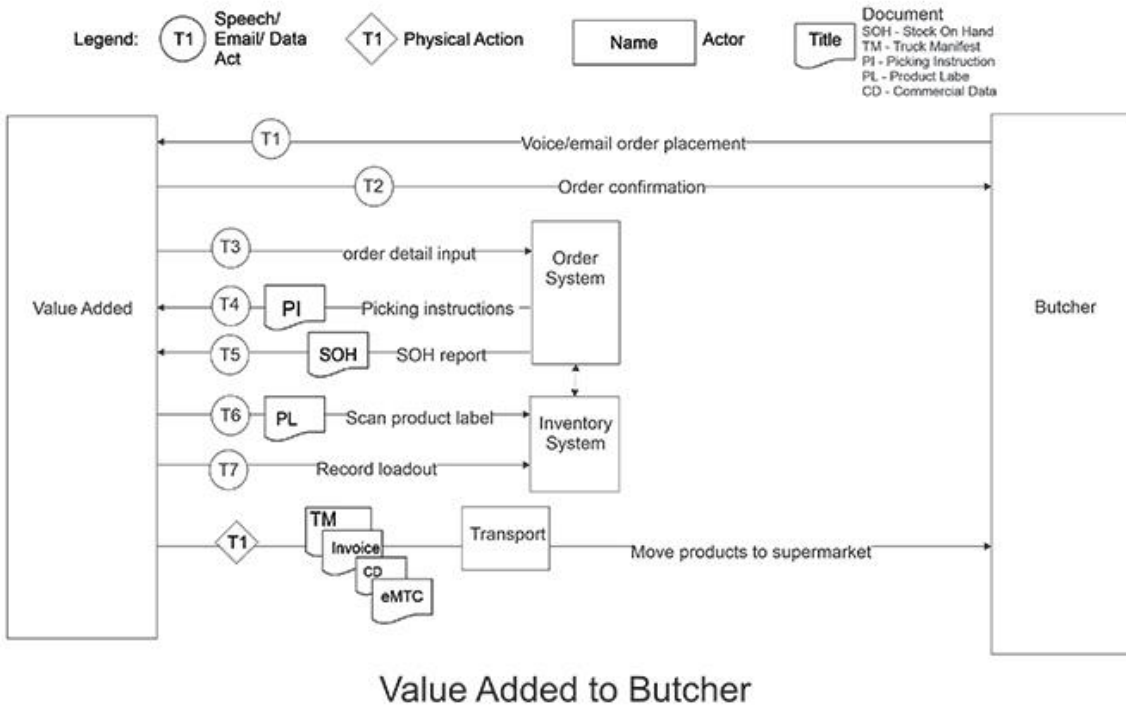 Legend:
T1
Speech/
Email/ Data
Act
T1
Physical Action
Name
Actor
Title
Document
SOH - Stock On Hand
TM - Truck Manifest
PI - Picking Instruction
PL - Product Labe
CD - Commercial Data
Value Added
Butcher
T1
Voice/email order placement
T2
Order confirmation
T3
order detail input
Order
System
T4
PI
Picking instructions
T5
SOH
SOH report
T6
PL
Scan product label
Inventory
System
T7
Record loadout
T1
TM
Invoice
CD
eMTC
Transport
Move products to supermarket
Value Added to Butcher